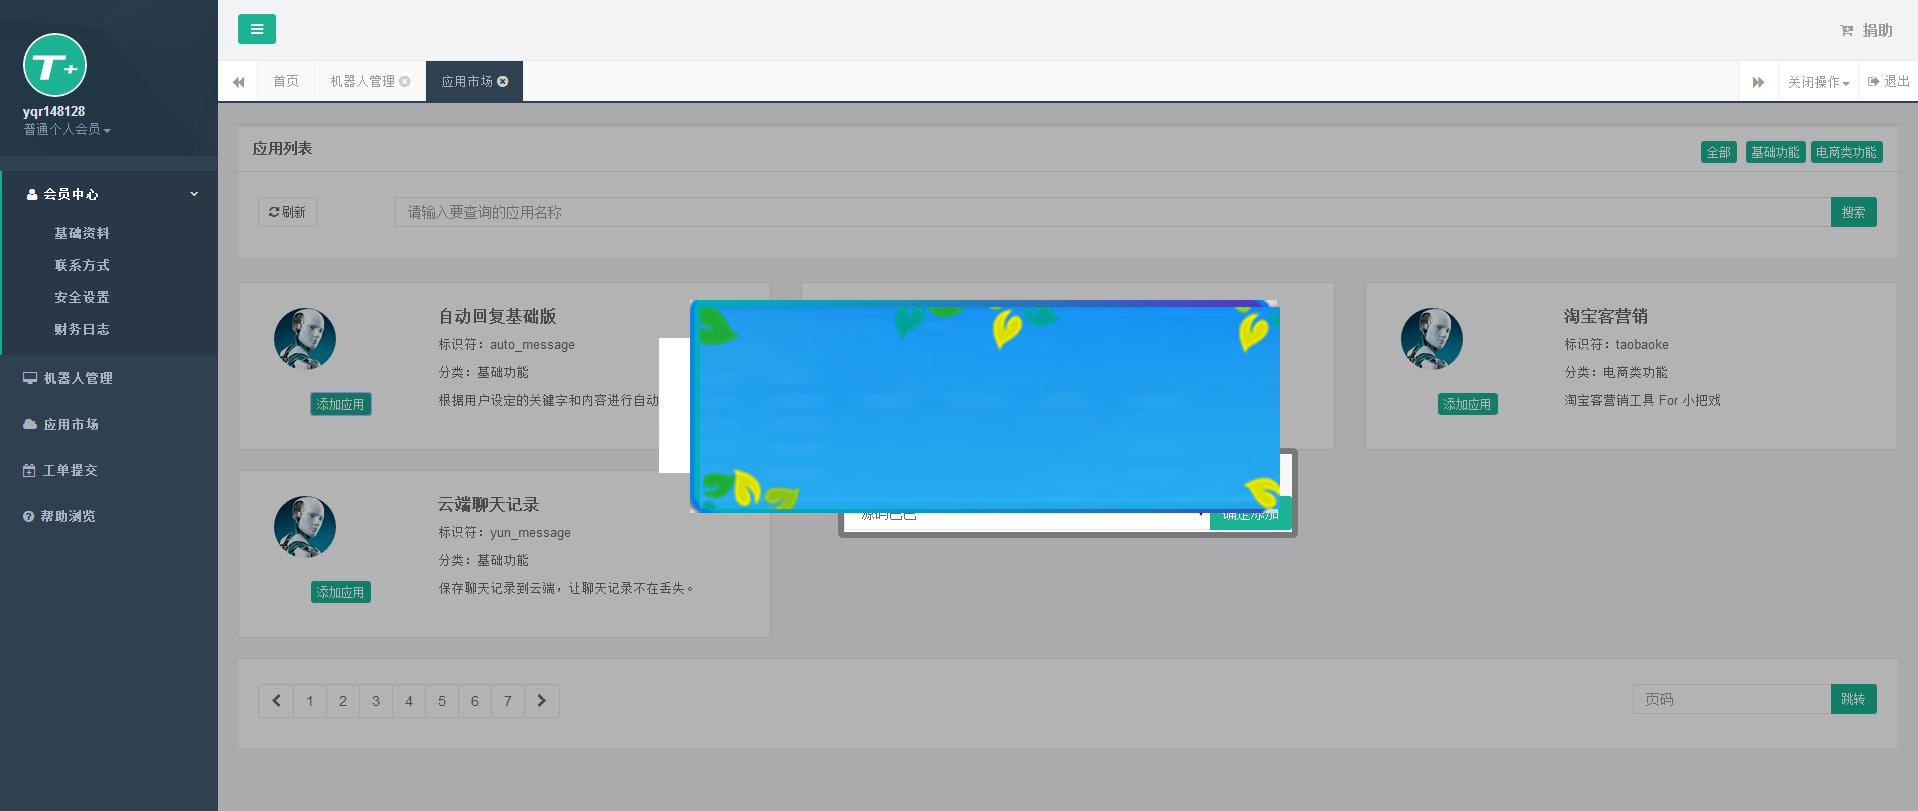 捐助
首页
机器人管理
应用市场
关闭操作
退出
T+
yqr148128
普通个人会员
会员中心
基础资料
联系方式
安全设置
财务日志
机器人管理
应用市场
工单提交
帮助浏览
应用列表
全部
基础功能
电商类功能
刷新
请输入要查询的应用名称
搜索
自动回复基础版
标识符：auto_message
分类：基础功能
根据用户设定的关键字和内容进行自动
添加应用
淘宝客营销
标识符：taobaoke
分类：电商类功能
淘宝客营销工具 For 小把戏
添加应用
云端聊天记录
标识符：yun_message
分类：基础功能
保存聊天记录到云端，让聊天记录不在丢失。
添加应用
确定添加
1 2 3 4 5 6 7
页码
跳转